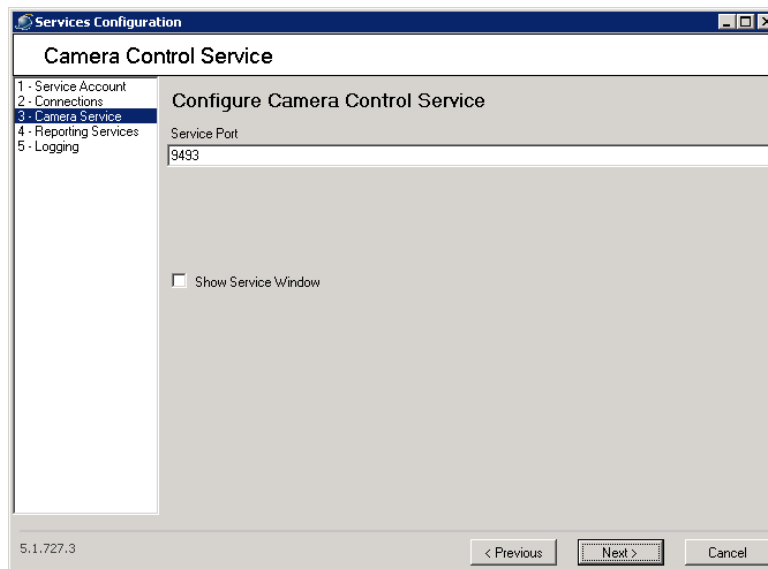 Services Configuration
Camera Control Service
1 - Service Account
2 - Connections
3 - Camera Service
4 - Reporting Services
5 - Logging
Configure Camera Control Service
Service Port
9493
Show Service Window
5.1.727.3
< Previous
Next >
Cancel